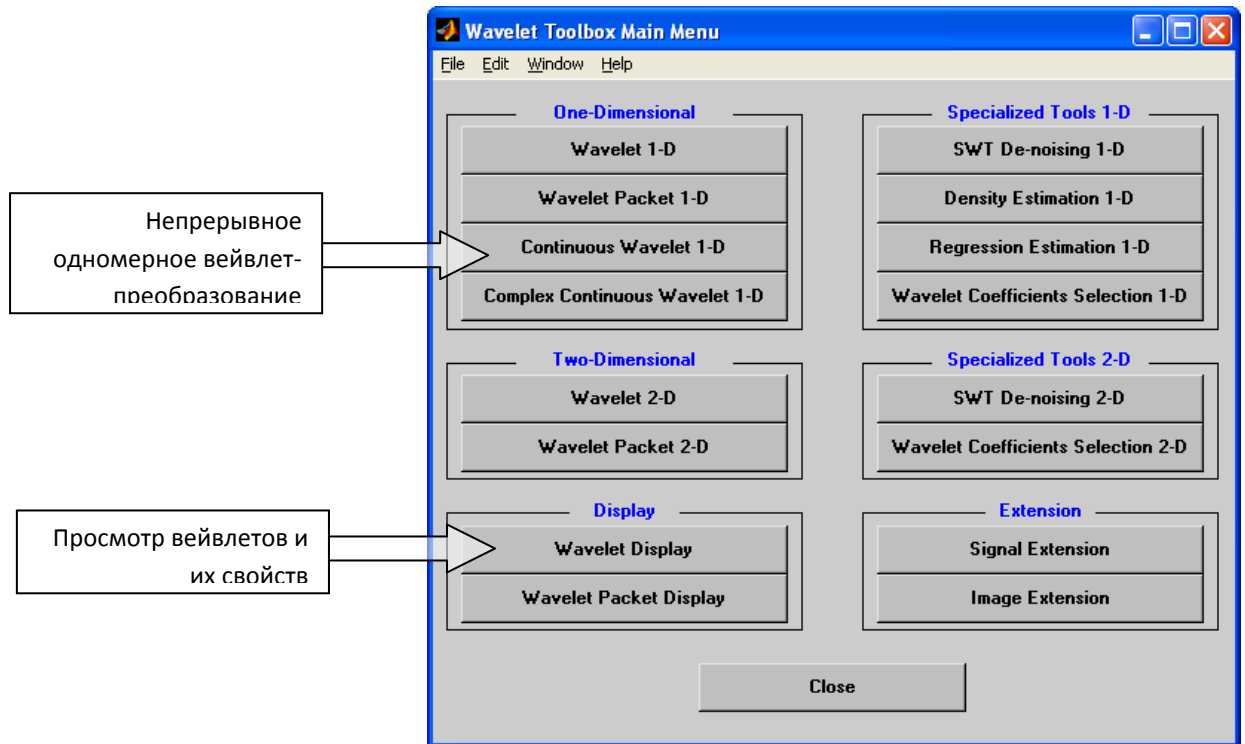 Wavelet Toolbox Main Menu
File Edit Window Help
One-Dimensional
Wavelet 1-D
Wavelet Packet 1-D
Continuous Wavelet 1-D
Complex Continuous Wavelet 1-D
Specialized Tools 1-D
SWT De-noising 1-D
Density Estimation 1-D
Regression Estimation 1-D
Wavelet Coefficients Selection 1-D
Непрерывное
одномерное вейвлет-
преобразование
Two-Dimensional
Wavelet 2-D
Wavelet Packet 2-D
Specialized Tools 2-D
SWT De-noising 2-D
Wavelet Coefficients Selection 2-D
Просмотр вейвлетов и
их свойств
Display
Wavelet Display
Wavelet Packet Display
Extension
Signal Extension
Image Extension
Close